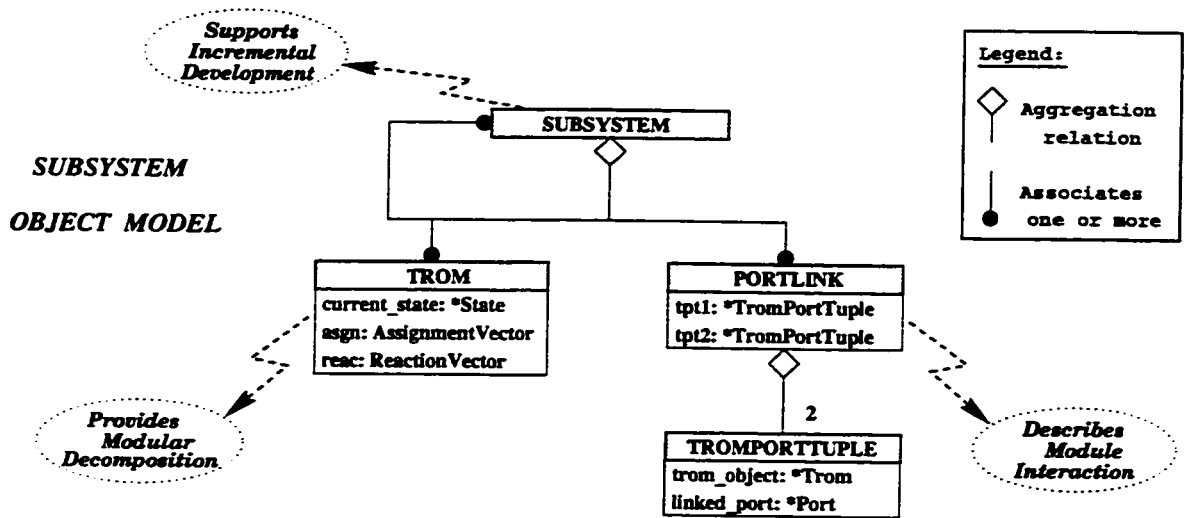 Supports
Incremental
Development
Legend:
Aggregation
relation
Associates
one or more
SUBSYSTEM
SUBSYSTEM
OBJECT MODEL
TROM
current_state: *State
asgn: AssignmentVector
reac: ReactionVector
PORTLINK
tpt1: *TromPortTuple
tpt2: *TromPortTuple
2
TROMPORTTUPLE
trom_object: *Trom
linked_port: *Port
Provides
Modular
Decomposition
Describes
Module
Interaction